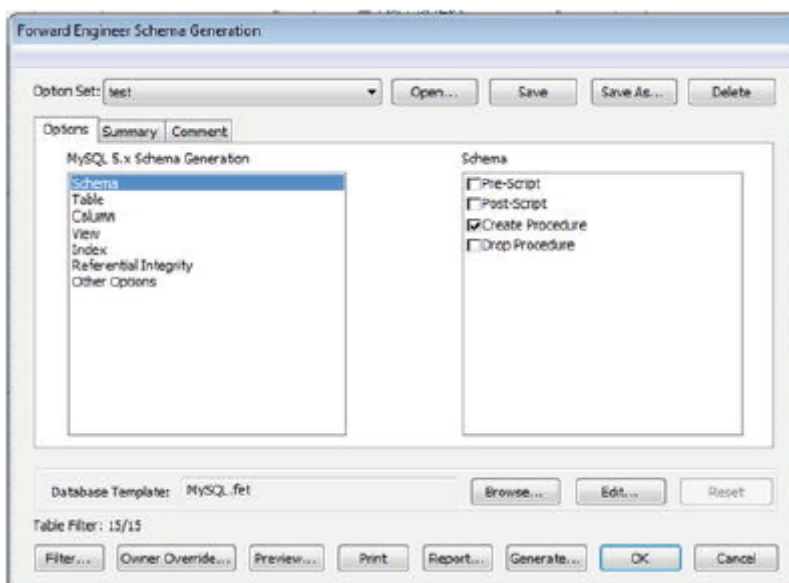 Forward Engineer Schema Generation
Option Set: test Open... Save Save As... Delete
Options Summary Comment
MySQL 5.x Schema Generation Schema
Schema Pre-Script
Table Post-Script
Column Create Procedure
View Drop Procedure
Index
Referential Integrity
Other Options
Database Template: MySQL.fet Browse... Edit... Reset
Table Filter: 15/15
Filter... Owner Override... Preview... Print Report... Generate... OK Cancel